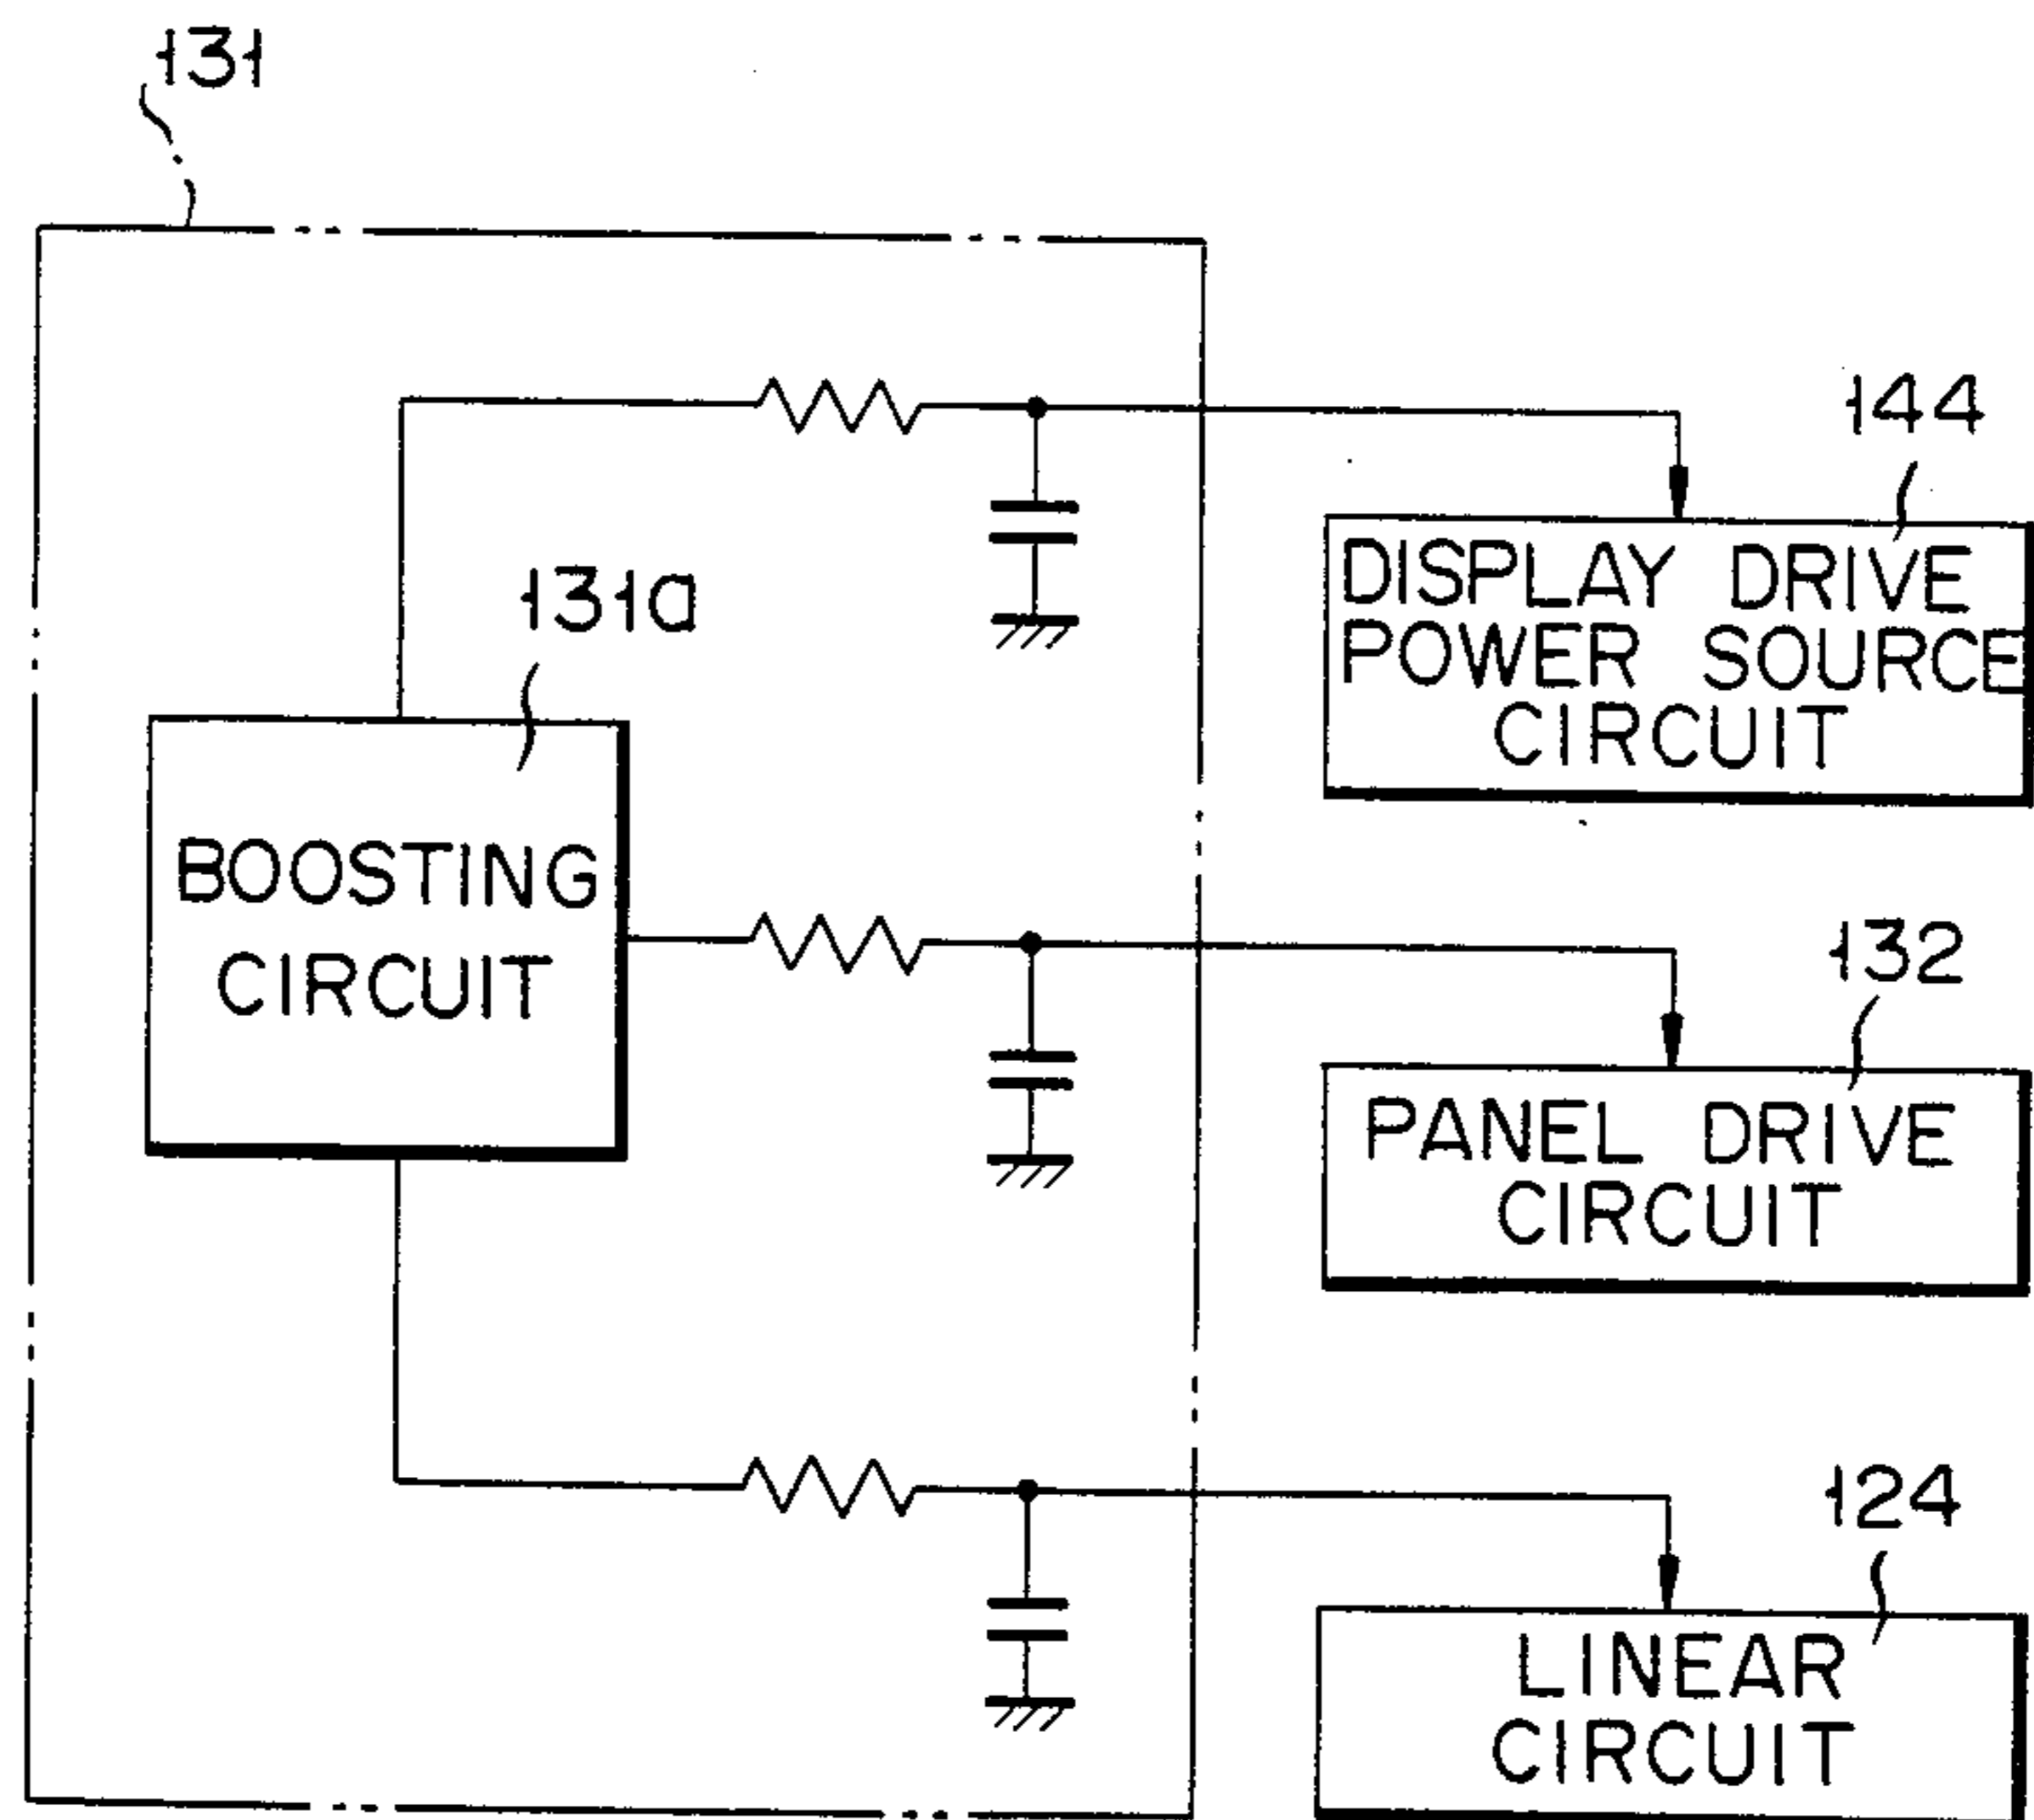 131
144
131a
DISPLAY DRIVE
POWER SOURCE
CIRCUIT
BOOSTING
CIRCUIT
132
PANEL DRIVE
CIRCUIT
124
LINEAR
CIRCUIT